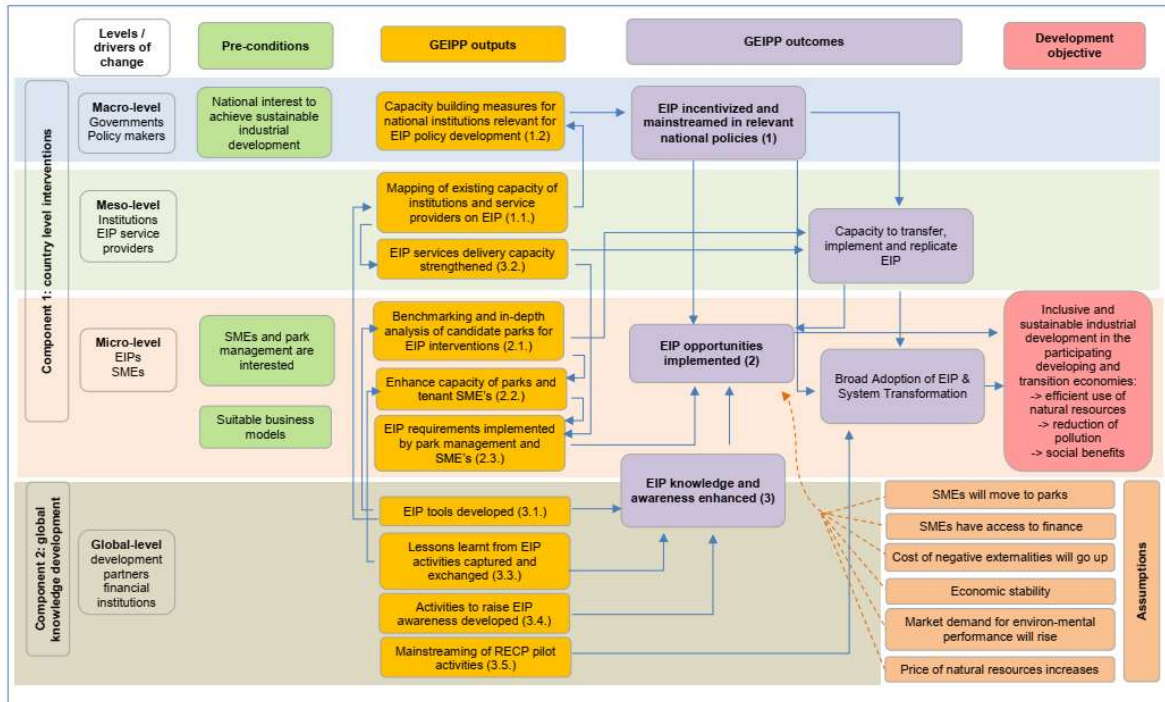 Levels /
drivers of
change
Pre-conditions
GEIPP outputs
GEIPP outcomes
Development
objective
Component 1: country level interventions
Macro-level
Governments
Policy makers
National interest to
achieve sustainable
industrial
development
Capacity building measures for
national institutions relevant for
EIP policy development (1.2)
EIP incentivized and
mainstreamed in relevant
national policies (1)
Meso-level
Institutions
EIP service
providers
Mapping of existing capacity of
institutions and service
providers on EIP (1.1.)
EIP services delivery capacity
strengthened (3.2.)
Capacity to transfer,
implement and replicate
EIP
Micro-level
EIPs
SMEs
SMEs and park
management are
interested
Suitable business
models
Benchmarking and in-depth
analysis of candidate parks for
EIP interventions (2.1.)
Enhance capacity of parks and
tenant SME's (2.2.)
EIP requirements implemented
by park management and
SME's (2.3.)
EIP opportunities
implemented (2)
Broad Adoption of EIP &
System Transformation
Inclusive and
sustainable industrial
development in the
participating
developing and
transition economies:
-> efficient use of
natural resources
-> reduction of
pollution
-> social benefits
Component 2: global
knowledge development
Global-level
development
partners
financial
institutions
EIP tools developed (3.1.)
Lessons learnt from EIP
activities captured and
exchanged (3.3.)
Activities to raise EIP
awareness developed (3.4.)
Mainstreaming of RECP pilot
activities (3.5.)
EIP knowledge and
awareness enhanced (3)
SMEs will move to parks
SMEs have access to finance
Cost of negative externalities will go up
Economic stability
Market demand for environ-mental
performance will rise
Price of natural resources increases
Assumptions